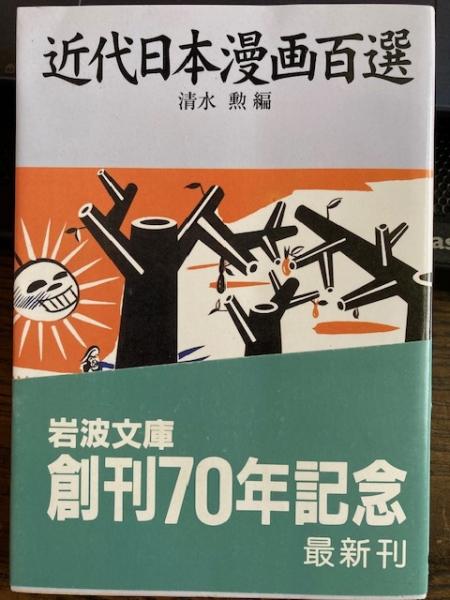 近代日本漫画百選
清水 勲 編
岩波文庫
創刊70年記念
最新刊